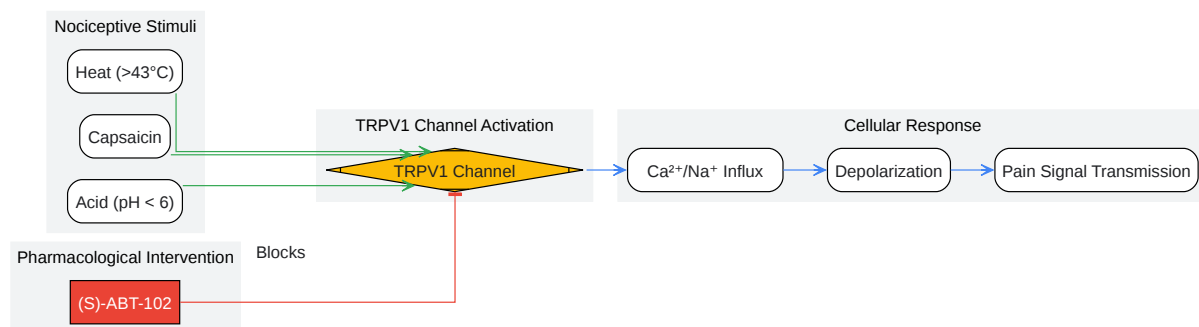 Nociceptive Stimuli
Heat (>43°C)
Capsaicin
Acid (pH < 6)
TRPV1 Channel Activation
TRPV1 Channel
Cellular Response
Ca²⁺/Na⁺ Influx
Depolarization
Pain Signal Transmission
Pharmacological Intervention
Blocks
(S)-ABT-102